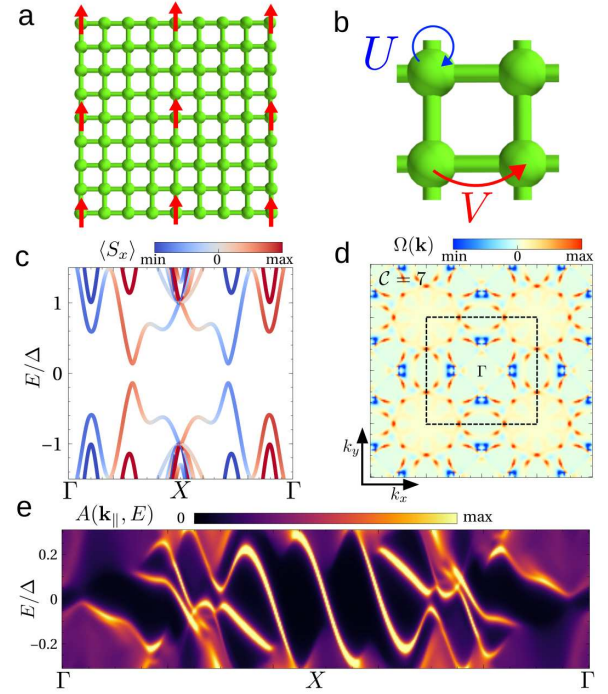 a
b
U
V
c
⟨Sₓ⟩
min 0 max
E/Δ
1
0
−1
Γ X Γ
d
Ω(k)
min 0 max
𝒞 = 7
Γ
k_y
k_x
e
A(k_∥, E)
0 max
E/Δ
0.2
0
-0.2
Γ X Γ